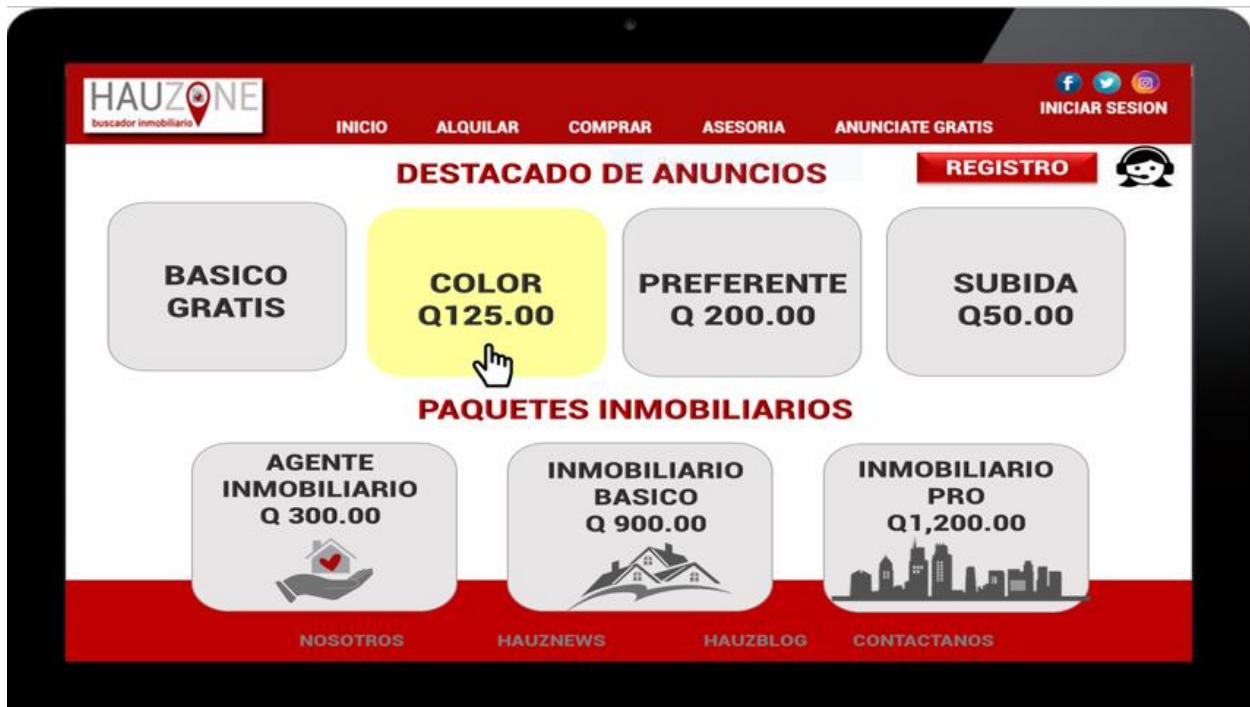 HAUZONE
buscador inmobiliario
INICIO ALQUILAR COMPRAR ASESORIA ANUNCIATE GRATIS
INICIAR SESION
DESTACADO DE ANUNCIOS
REGISTRO
BASICO
GRATIS
COLOR
Q125.00
PREFERENTE
Q 200.00
SUBIDA
Q50.00
PAQUETES INMOBILIARIOS
AGENTE
INMOBILIARIO
Q 300.00
INMOBILIARIO
BASICO
Q 900.00
INMOBILIARIO
PRO
Q1,200.00
NOSOTROS HAUZNEWS HAUZBLOG CONTACTANOS